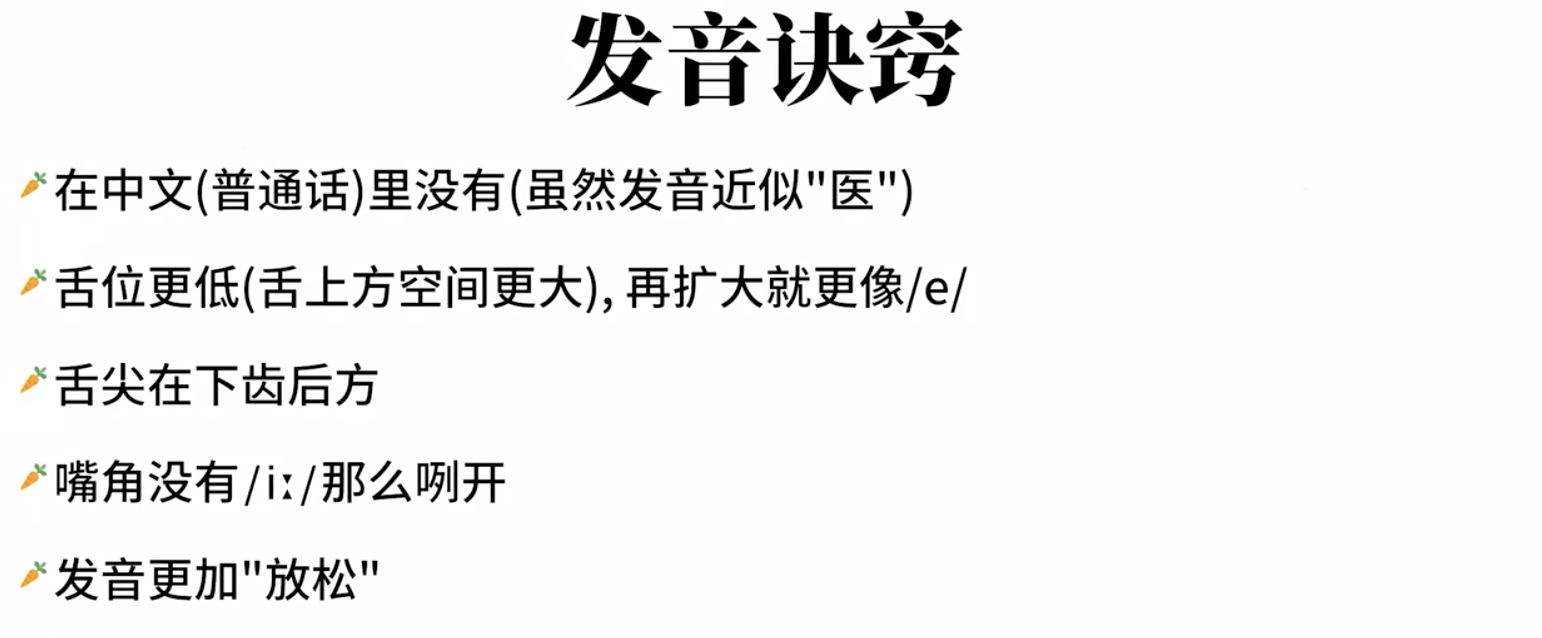 发音诀窍
在中文(普通话)里没有(虽然发音近似"医")
舌位更低(舌上方空间更大), 再扩大就更像/e/
舌尖在下齿后方
嘴角没有/iː/那么咧开
发音更加"放松"